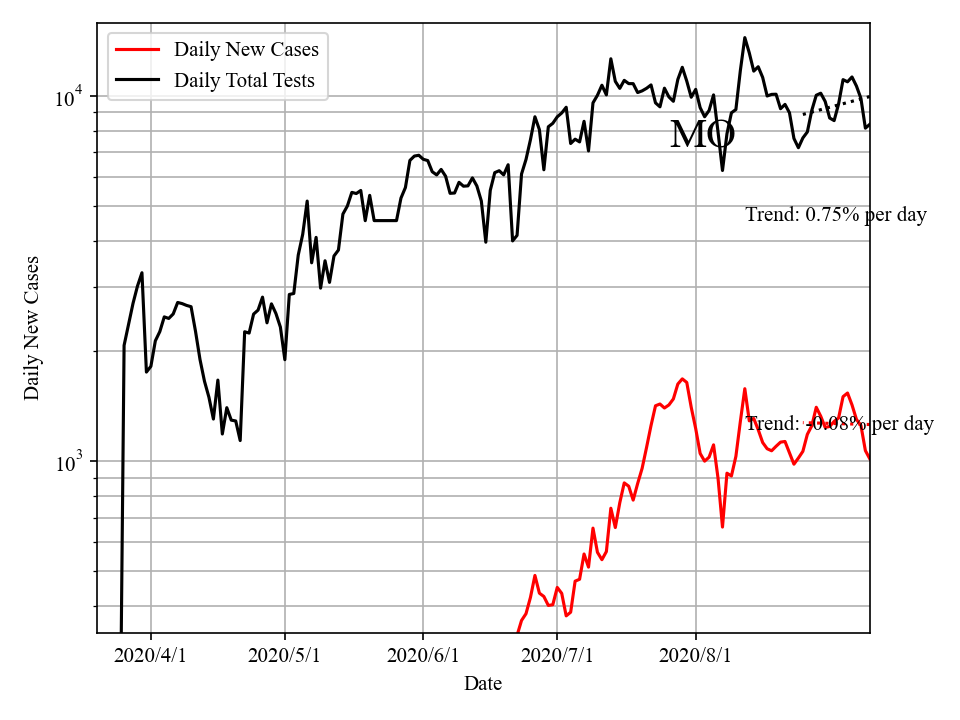 Daily New Cases
Daily Total Tests
10^4
MO
Trend: 0.75% per day
Daily New Cases
Trend: -0.08% per day
10^3
2020/4/1 2020/5/1 2020/6/1 2020/7/1 2020/8/1
Date